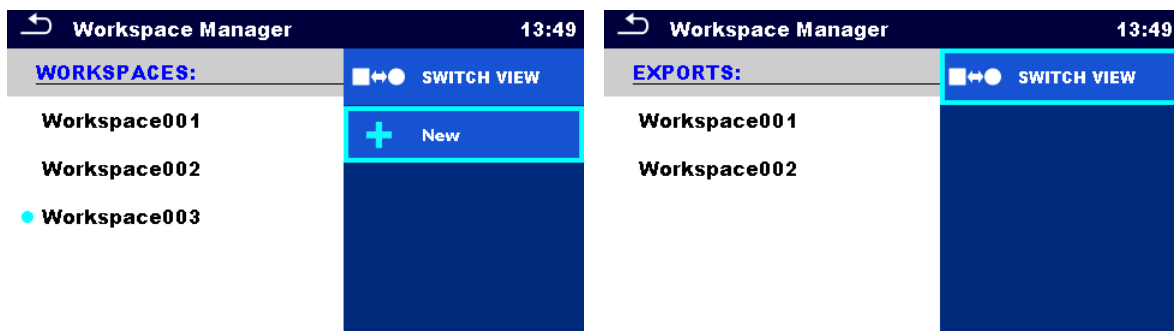 Workspace Manager 13:49
WORKSPACES:
SWITCH VIEW
Workspace001
New
Workspace002
Workspace003
Workspace Manager 13:49
EXPORTS:
SWITCH VIEW
Workspace001
Workspace002